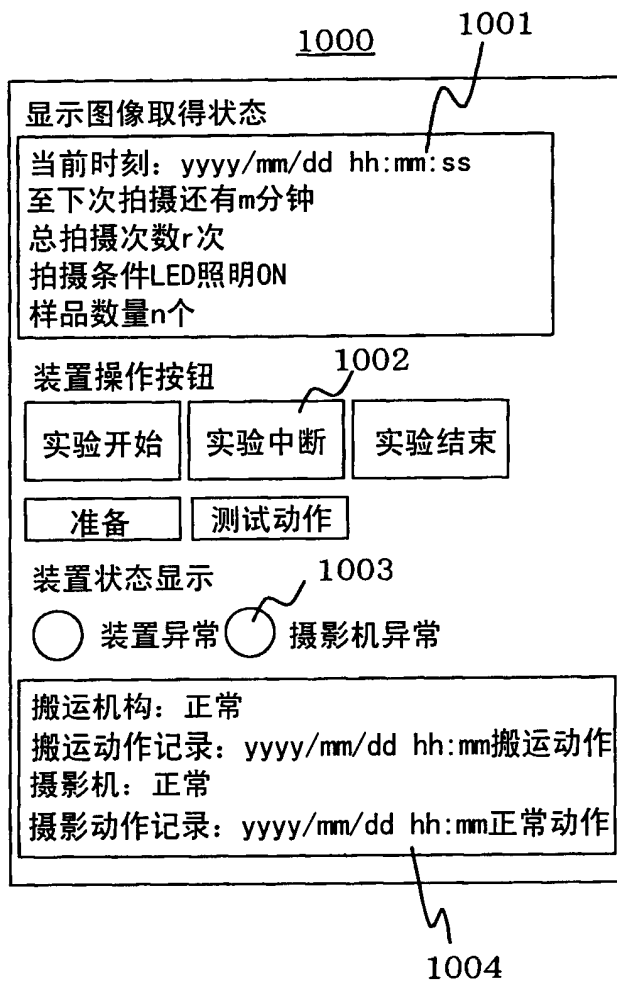 1000
1001
显示图像取得状态
当前时刻：yyyy/mm/dd hh:mm:ss
至下次拍摄还有m分钟
总拍摄次数r次
拍摄条件LED照明ON
样品数量n个
装置操作按钮
1002
实验开始 实验中断 实验结束
准备 测试动作
装置状态显示
1003
装置异常 摄影机异常
搬运机构：正常
搬运动作记录：yyyy/mm/dd hh:mm搬运动作
摄影机：正常
摄影动作记录：yyyy/mm/dd hh:mm正常动作
1004